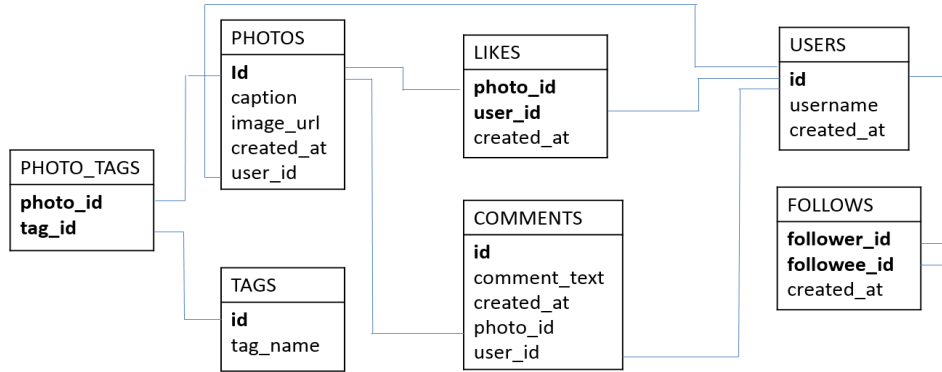 PHOTOS
Id
caption
image_url
created_at
user_id
LIKES
photo_id
user_id
created_at
USERS
id
username
created_at
PHOTO_TAGS
photo_id
tag_id
COMMENTS
id
comment_text
created_at
photo_id
user_id
FOLLOWS
follower_id
followee_id
created_at
TAGS
id
tag_name